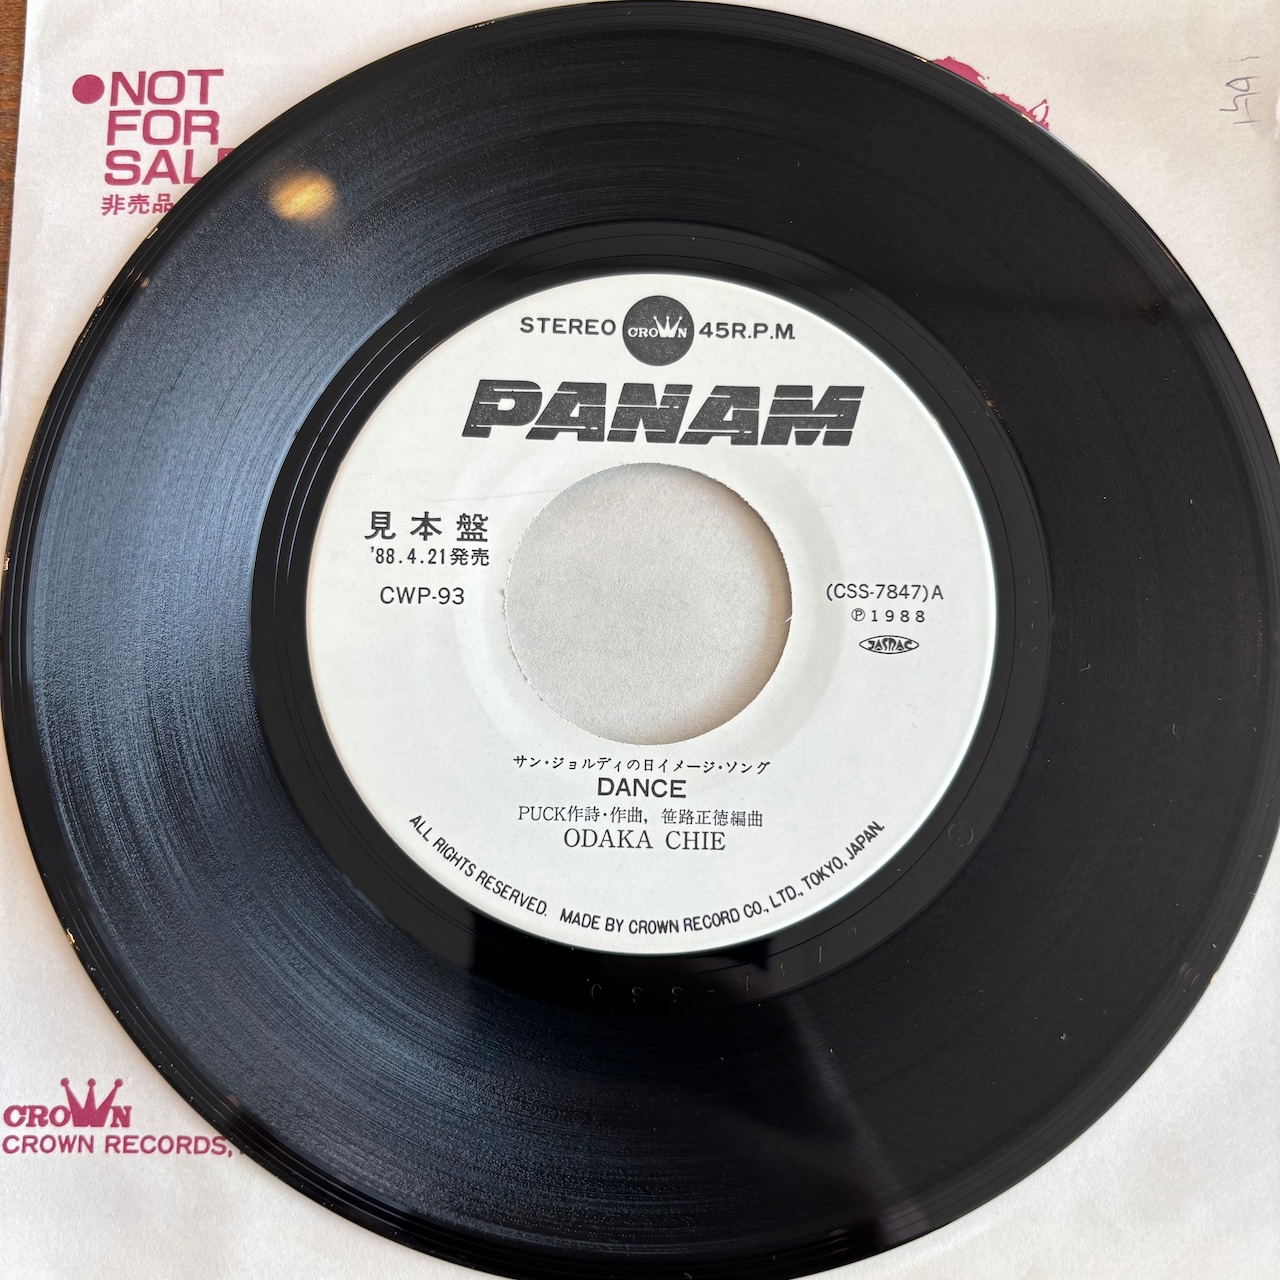 ●NOT
FOR
SAL
非売品
STEREO CROWN 45R.P.M.
PANAM
見本盤
'88.4.21発売
CWP-93
(CSS-7847)A
Ⓟ1988
JASRAC
サン・ジョルディの日イメージ・ソング
DANCE
PUCK作詩・作曲, 笹路正徳編曲
ODAKA CHIE
ALL RIGHTS RESERVED. MADE BY CROWN RECORD CO., LTD., TOKYO, JAPAN.
CROWN
CROWN RECORDS,